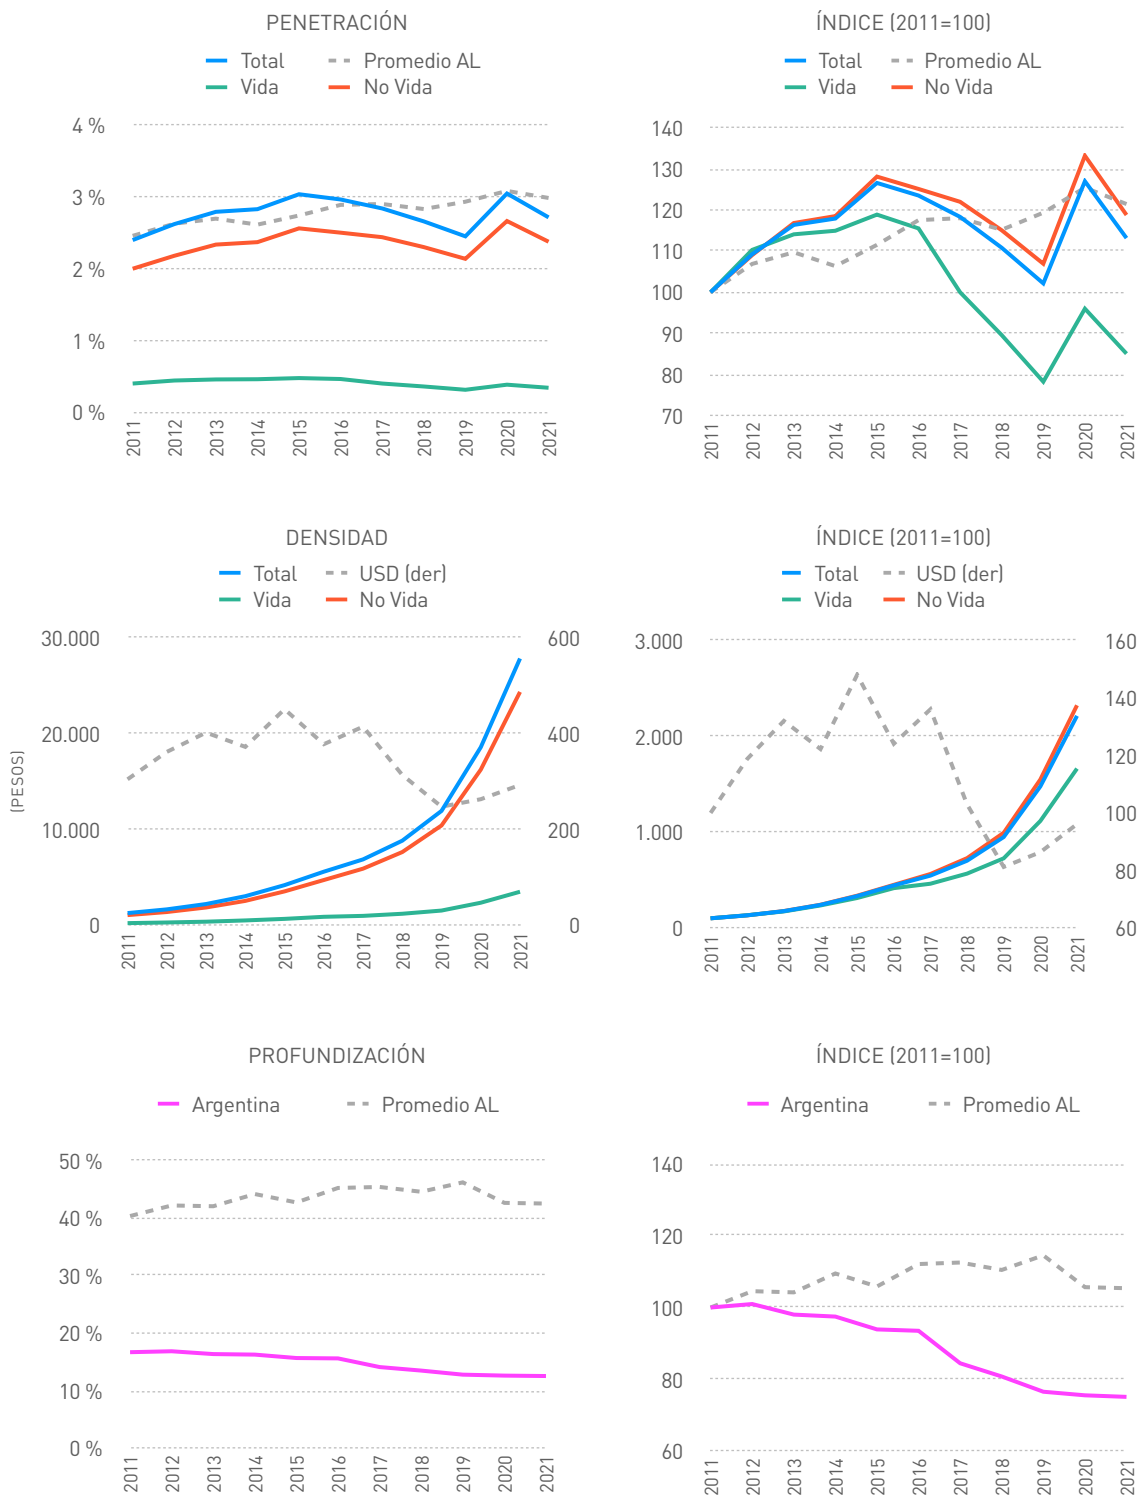 PENETRACIÓN
Total Promedio AL
Vida No Vida
4 %
3 %
2 %
1 %
0 %
2011 2012 2013 2014 2015 2016 2017 2018 2019 2020 2021
ÍNDICE (2011=100)
Total Promedio AL
Vida No Vida
140
130
120
110
100
90
80
70
2011 2012 2013 2014 2015 2016 2017 2018 2019 2020 2021
DENSIDAD
Total USD (der)
Vida No Vida
(PESOS)
30.000 600
20.000 400
10.000 200
0 0
2011 2012 2013 2014 2015 2016 2017 2018 2019 2020 2021
ÍNDICE (2011=100)
Total USD (der)
Vida No Vida
3.000 160
140
2.000 120
100
1.000 80
0 60
2011 2012 2013 2014 2015 2016 2017 2018 2019 2020 2021
PROFUNDIZACIÓN
Argentina Promedio AL
50 %
40 %
30 %
20 %
10 %
0 %
2011 2012 2013 2014 2015 2016 2017 2018 2019 2020 2021
ÍNDICE (2011=100)
Argentina Promedio AL
140
120
100
80
60
2011 2012 2013 2014 2015 2016 2017 2018 2019 2020 2021